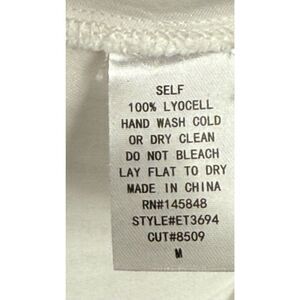 SELF
100% LYOCELL
HAND WASH COLD
OR DRY CLEAN
DO NOT BLEACH
LAY FLAT TO DRY
MADE IN CHINA
RN#145848
STYLE#ET3694
CUT#8509
M